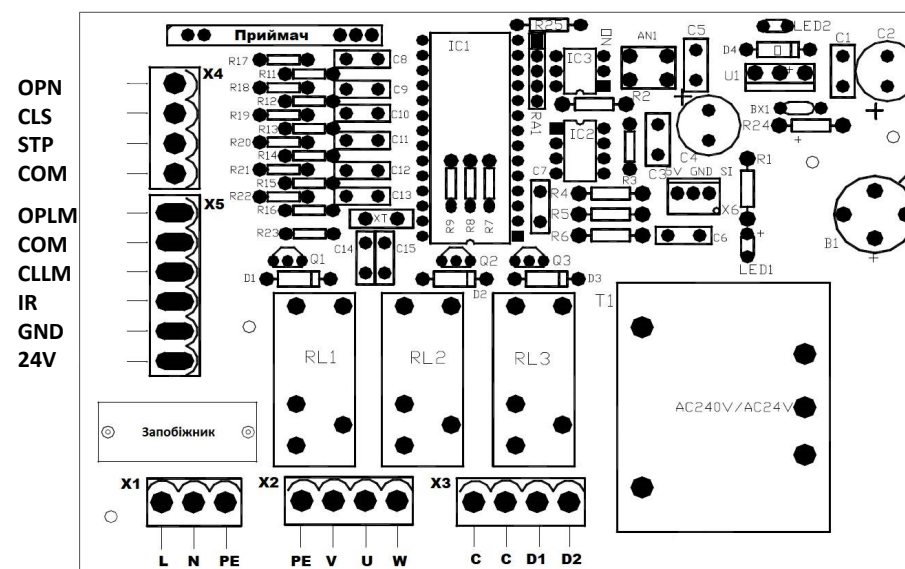 Приймач
R25
LED2
IC1
IC3
DN
AN1
C5
D4
C1
C2
U1
R17
C8
X4
R11
OPN
R18
C9
R12
R2
BX1
CLS
R19
C10
RA1
R24
R13
IC2
STP
R20
C11
C4
R14
R1
COM
R21
C12
C7
C3
R3
5V GND SI
R15
R4
X5
R22
C13
R9
R8
R7
OPLM
R16
XT
R5
X6
B1
COM
R23
C14
C15
R6
C6
Q1
Q2
Q3
CLLM
D1
D2
D3
LED1
IR
T1
GND
24V
RL1
RL2
RL3
AC240V/AC24V
Запобіжник
X1
X2
X3
L N PE
PE V U W
C C D1 D2